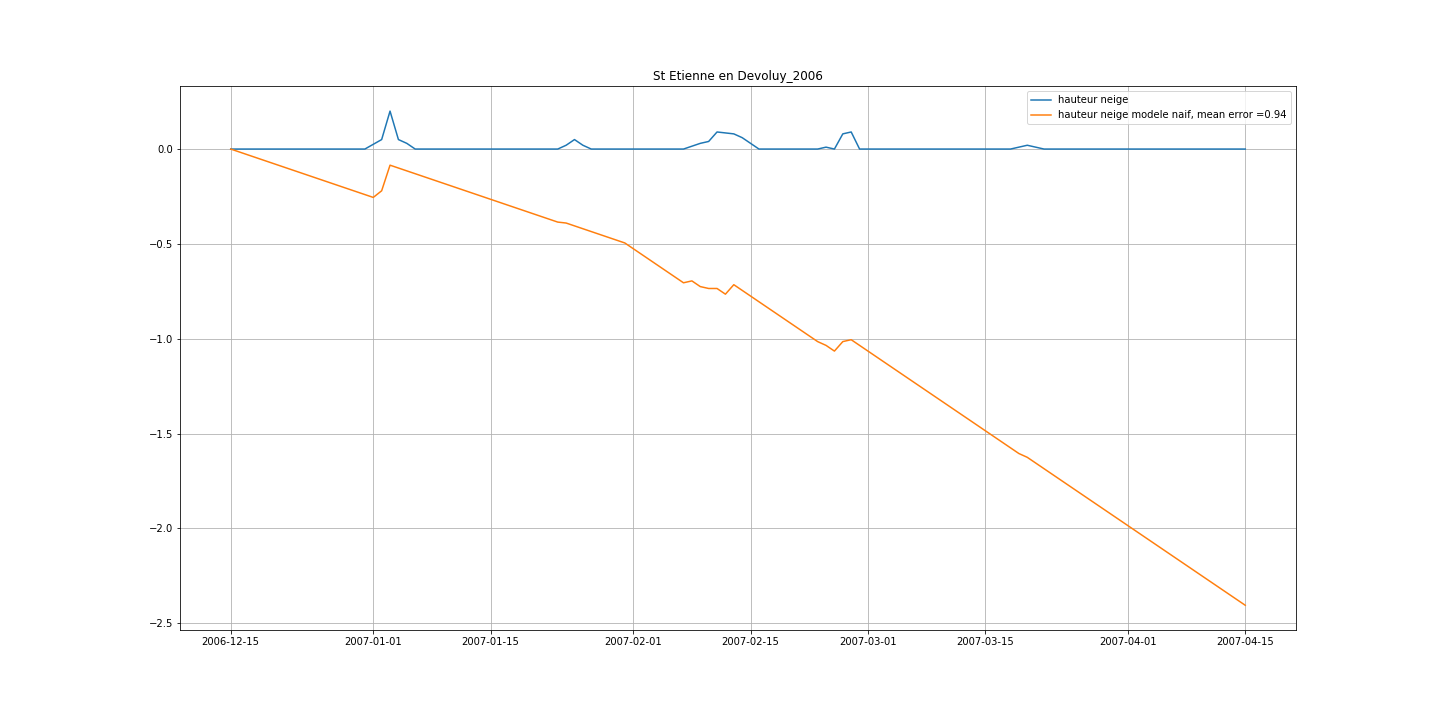 St Etienne en Devoluy_2006
hauteur neige
hauteur neige modele naif, mean error =0.94
0.0
−0.5
−1.0
−1.5
−2.0
−2.5
2006-12-15 2007-01-01 2007-01-15 2007-02-01 2007-02-15 2007-03-01 2007-03-15 2007-04-01 2007-04-15